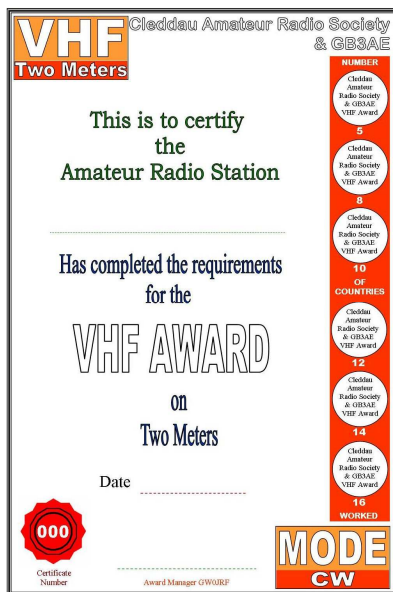 VHF
Two Meters
Cleddau Amateur Radio Society
& GB3AE
This is to certify
the
Amateur Radio Station
Has completed the requirements
for the
VHF AWARD
on
Two Meters
Date
000
Certificate
Number
Award Manager GW0JRF
NUMBER
Cleddau
Amateur
Radio Society
& GB3AE
VHF Award
5
Cleddau
Amateur
Radio Society
& GB3AE
VHF Award
8
Cleddau
Amateur
Radio Society
& GB3AE
VHF Award
10
OF
COUNTRIES
Cleddau
Amateur
Radio Society
& GB3AE
VHF Award
12
Cleddau
Amateur
Radio Society
& GB3AE
VHF Award
14
Cleddau
Amateur
Radio Society
& GB3AE
VHF Award
16
WORKED
MODE
CW